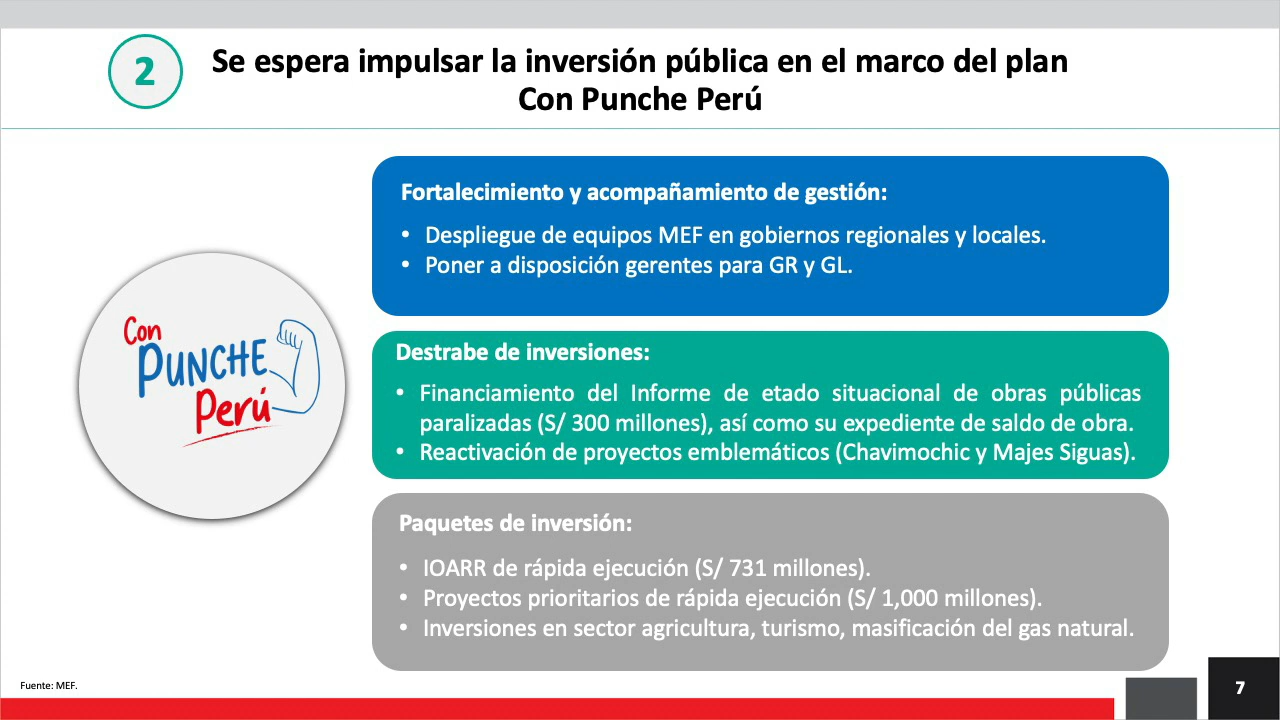 2
Se espera impulsar la inversión pública en el marco del plan
Con Punche Perú
Con
PUNCHE
Perú
Fortalecimiento y acompañamiento de gestión:
• Despliegue de equipos MEF en gobiernos regionales y locales.
• Poner a disposición gerentes para GR y GL.
Destrabe de inversiones:
• Financiamiento del Informe de etado situacional de obras públicas
paralizadas (S/ 300 millones), así como su expediente de saldo de obra.
• Reactivación de proyectos emblemáticos (Chavimochic y Majes Siguas).
Paquetes de inversión:
• IOARR de rápida ejecución (S/ 731 millones).
• Proyectos prioritarios de rápida ejecución (S/ 1,000 millones).
• Inversiones en sector agricultura, turismo, masificación del gas natural.
Fuente: MEF.
7